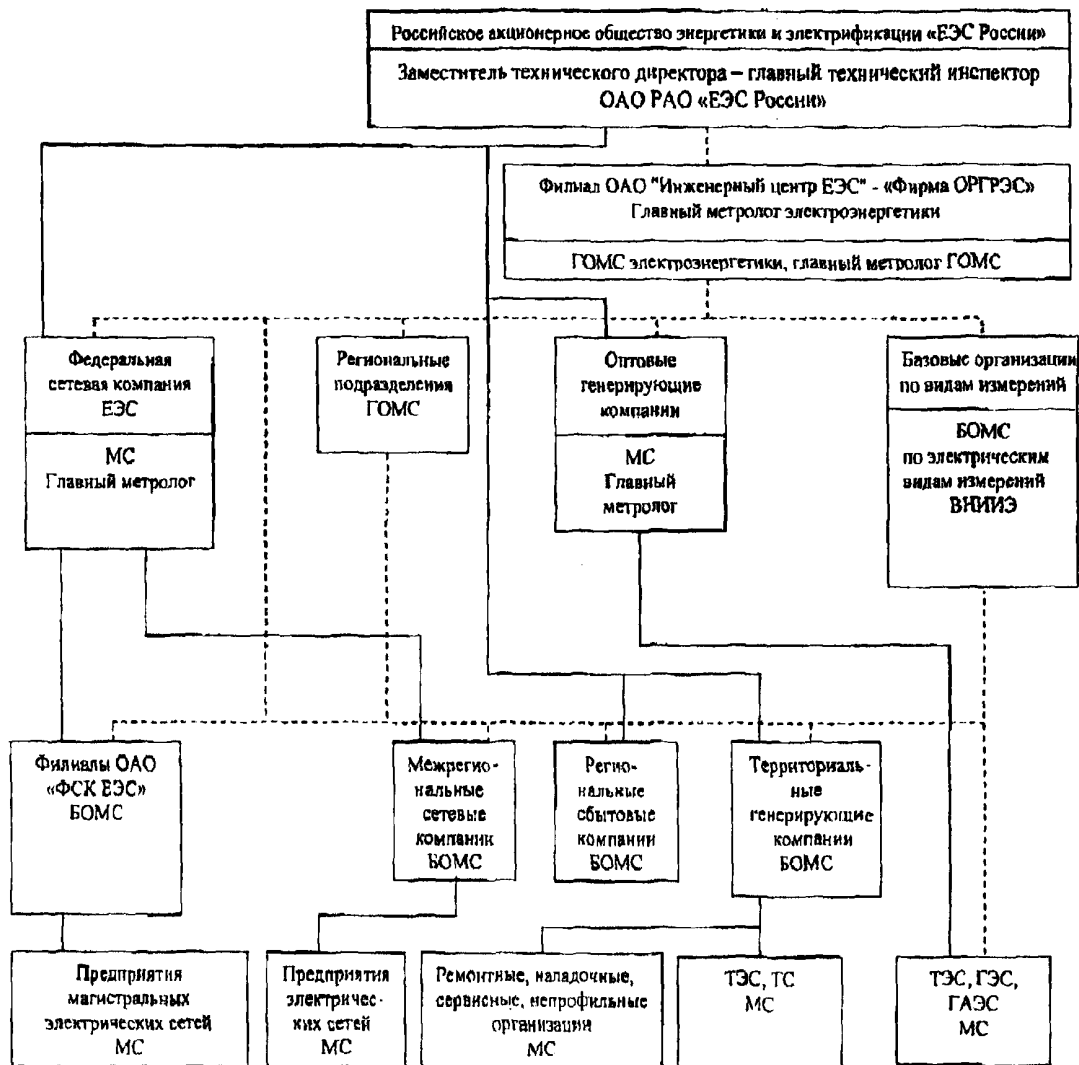 Российское акционерное общество энергетики и электрификации «ЕЭС России»
Заместитель технического директора – главный технический инспектор
ОАО РАО «ЕЭС России»
Филиал ОАО "Инженерный центр ЕЭС" - «Фирма ОРГРЭС»
Главный метролог электроэнергетики
ГОМС электроэнергетики, главный метролог ГОМС
Федеральная
сетевая компания
ЕЭС
МС
Главный метролог
Региональные
подразделения
ГОМС
Оптовые
генерирующие
компании
МС
Главный
метролог
Базовые организации
по видам измерений
БОМС
по электрическим
видам измерений
ВНИИЭ
Филиалы ОАО
«ФСК ЕЭС»
БОМС
Межрегио-
нальные
сетевые
компании
БОМС
Регио-
нальные
сбытовые
компании
БОМС
Территориаль-
ные
генерирующие
компании
БОМС
Предприятия
магистральных
электрических сетей
МС
Предприятия
электричес-
ких сетей
МС
Ремонтные, наладочные,
сервисные, непрофильные
организации
МС
ТЭС, ТС
МС
ТЭС, ГЭС,
ГАЭС
МС